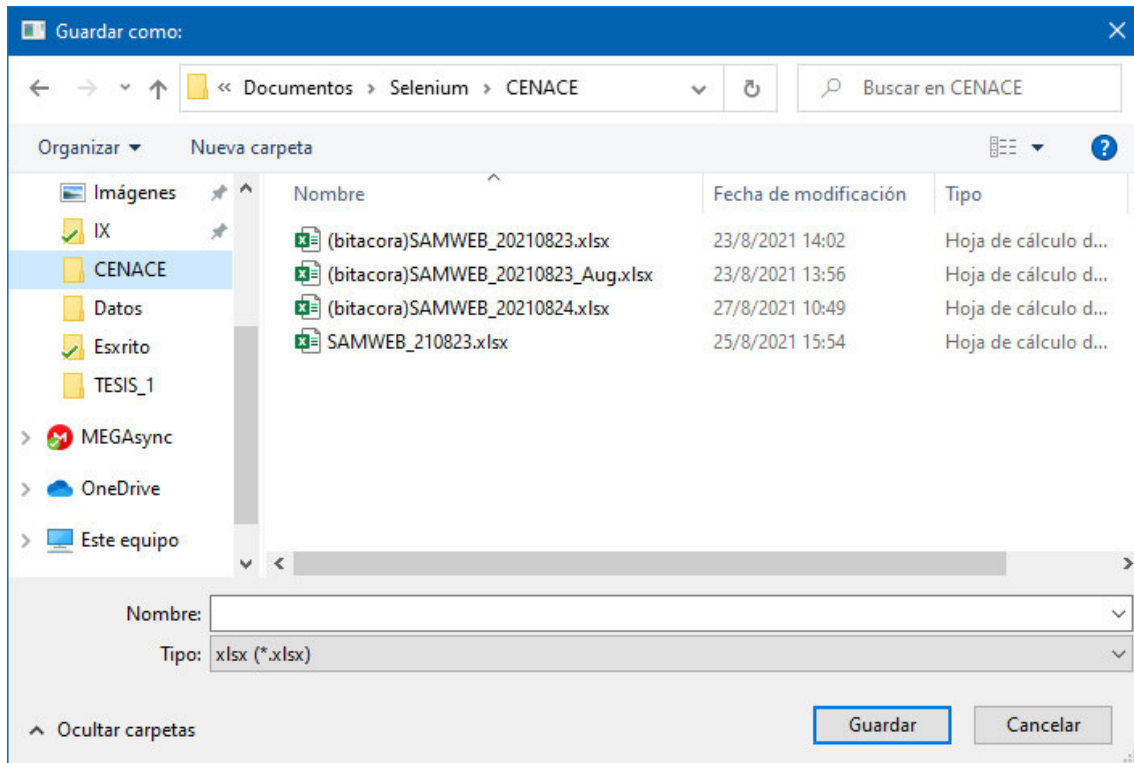 Guardar como:
« Documentos > Selenium > CENACE
Buscar en CENACE
Organizar
Nueva carpeta
Imágenes
IX
CENACE
Datos
Esxrito
TESIS_1
MEGAsync
OneDrive
Este equipo
Nombre Fecha de modificación Tipo
(bitacora)SAMWEB_20210823.xlsx 23/8/2021 14:02 Hoja de cálculo d...
(bitacora)SAMWEB_20210823_Aug.xlsx 23/8/2021 13:56 Hoja de cálculo d...
(bitacora)SAMWEB_20210824.xlsx 27/8/2021 10:49 Hoja de cálculo d...
SAMWEB_210823.xlsx 25/8/2021 15:54 Hoja de cálculo d...
Nombre:
Tipo: xlsx (*.xlsx)
Ocultar carpetas
Guardar
Cancelar